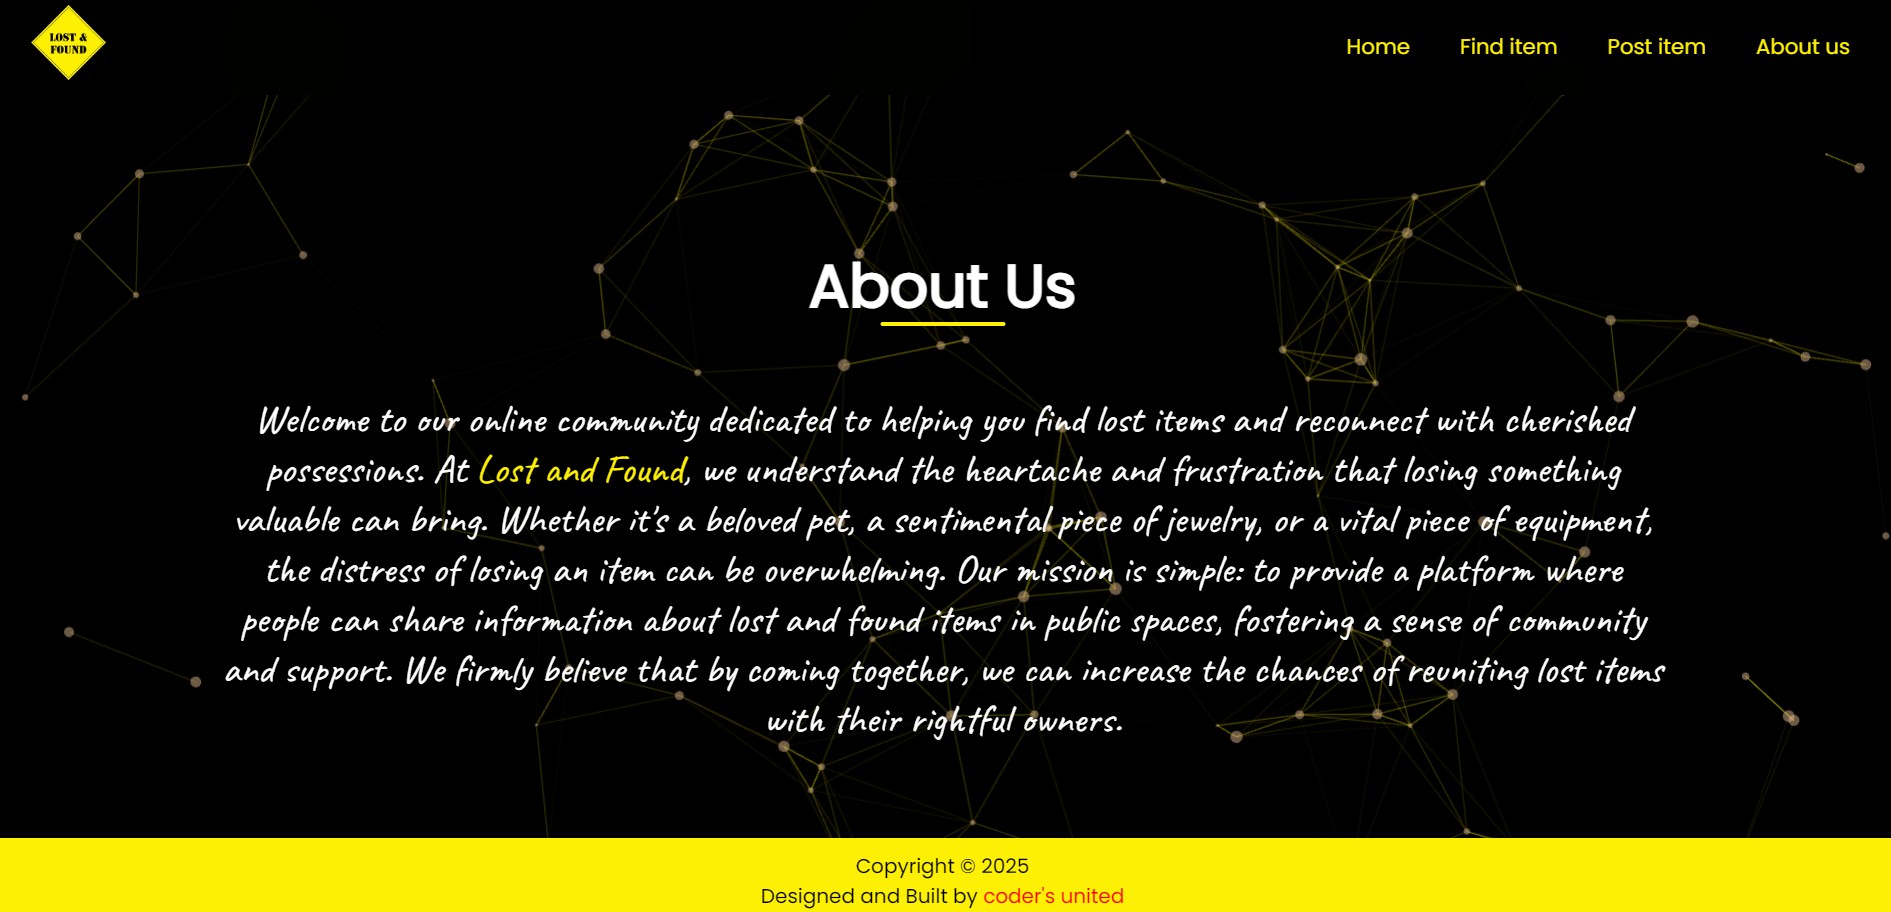 LOST &
FOUND
Home Find item Post item About us
About Us
Welcome to our online community dedicated to helping you find lost items and reconnect with cherished
possessions. At Lost and Found, we understand the heartache and frustration that losing something
valuable can bring. Whether it's a beloved pet, a sentimental piece of jewelry, or a vital piece of equipment,
the distress of losing an item can be overwhelming. Our mission is simple: to provide a platform where
people can share information about lost and found items in public spaces, fostering a sense of community
and support. We firmly believe that by coming together, we can increase the chances of reuniting lost items
with their rightful owners.
Copyright © 2025
Designed and Built by coder's united